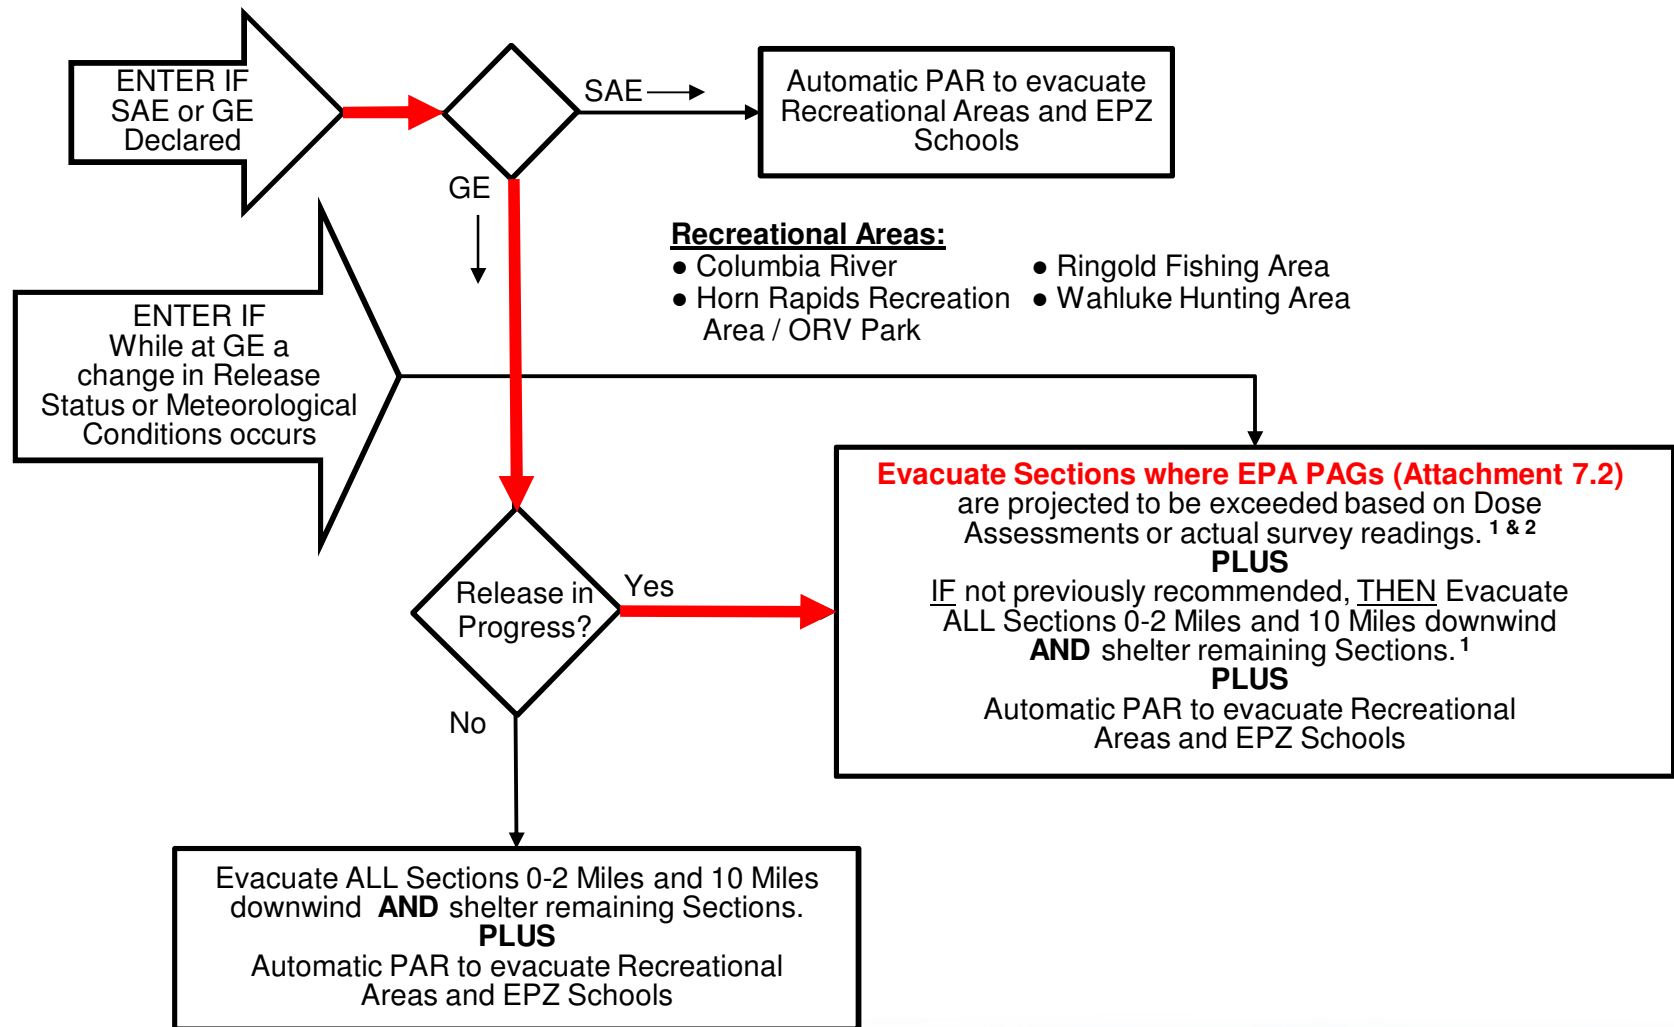 ENTER IF
SAE or GE
Declared
SAE
Automatic PAR to evacuate
Recreational Areas and EPZ
Schools
GE
Recreational Areas:
● Columbia River
● Ringold Fishing Area
● Horn Rapids Recreation
Area / ORV Park
● Wahluke Hunting Area
ENTER IF
While at GE a
change in Release
Status or Meteorological
Conditions occurs
Evacuate Sections where EPA PAGs (Attachment 7.2)
are projected to be exceeded based on Dose
Assessments or actual survey readings. 1 & 2
PLUS
IF not previously recommended, THEN Evacuate
ALL Sections 0-2 Miles and 10 Miles downwind
AND shelter remaining Sections. 1
PLUS
Automatic PAR to evacuate Recreational
Areas and EPZ Schools
Release in
Progress?
Yes
No
Evacuate ALL Sections 0-2 Miles and 10 Miles
downwind AND shelter remaining Sections.
PLUS
Automatic PAR to evacuate Recreational
Areas and EPZ Schools